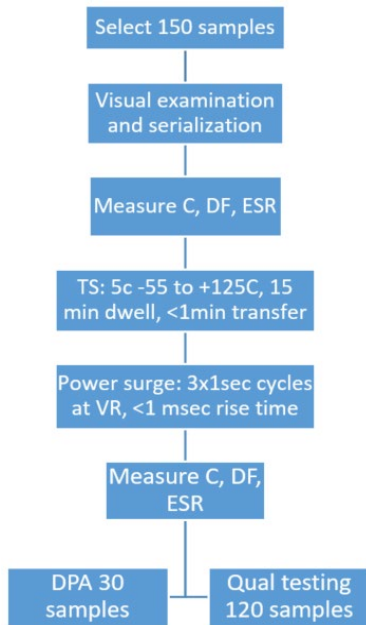 Select 150 samples
Visual examination
and serialization
Measure C, DF, ESR
TS: 5c -55 to +125C, 15
min dwell, <1min transfer
Power surge: 3x1sec cycles
at VR, <1 msec rise time
Measure C, DF,
ESR
DPA 30
samples
Qual testing
120 samples